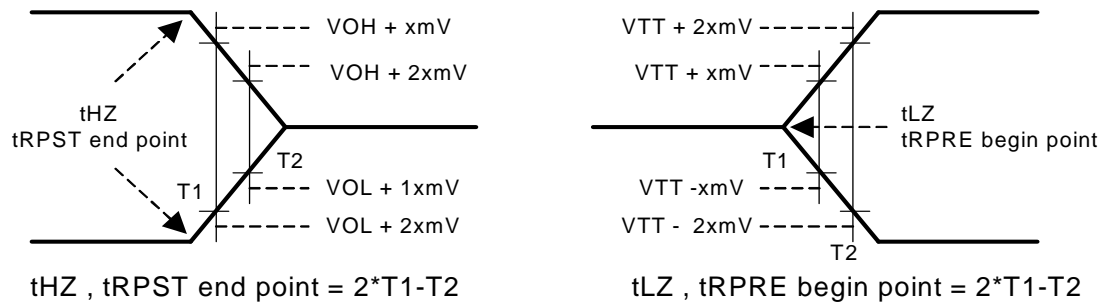 VOH + xmV
VOH + 2xmV
tHZ
tRPST end point
T1
T2
VOL + 1xmV
VOL + 2xmV
tHZ , tRPST end point = 2*T1-T2
VTT + 2xmV
VTT + xmV
tLZ
tRPRE begin point
T1
VTT -xmV
VTT - 2xmV
T2
tLZ , tRPRE begin point = 2*T1-T2